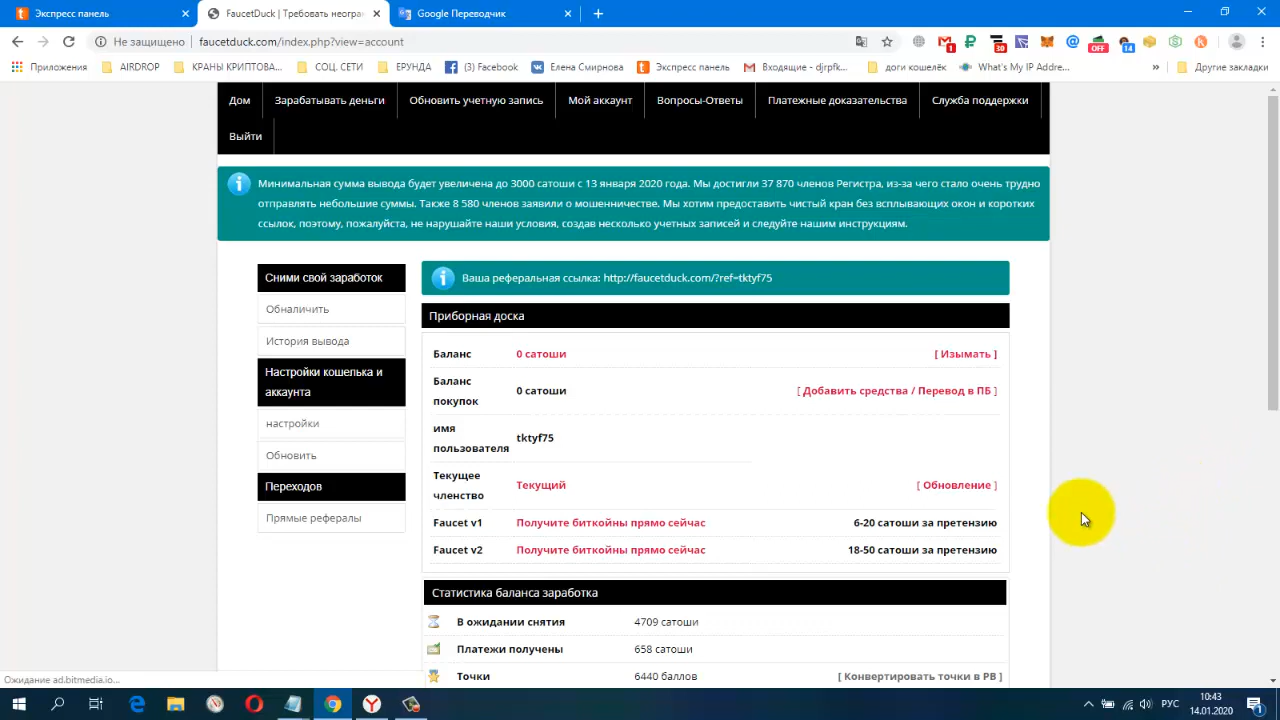 Экспресс панель
FaucetDuck | Требовать неогра
Google Переводчик
Не защищено | faucetduck.com/index.php?view=account
1
30
OFF
14
Приложения
AIRDROP
КРАНЫ КРИПТОВА...
СОЦ. СЕТИ
ЕРУНДА
(3) Facebook
Елена Смирнова
Экспресс панель
Входящие - djrpfk...
доги кошелёк
What's My IP Addre...
»
Другие закладки
Дом
Зарабатывать деньги
Обновить учетную запись
Мой аккаунт
Вопросы-Ответы
Платежные доказательства
Служба поддержки
Выйти
Минимальная сумма вывода будет увеличена до 3000 сатоши с 13 января 2020 года. Мы достигли 37 870 членов Регистра, из-за чего стало очень трудно
отправлять небольшие суммы. Также 8 580 членов заявили о мошенничестве. Мы хотим предоставить чистый кран без всплывающих окон и коротких
ссылок, поэтому, пожалуйста, не нарушайте наши условия, создав несколько учетных записей и следуйте нашим инструкциям.
Сними свой заработок
Обналичить
История вывода
Настройки кошелька и
аккаунта
настройки
Обновить
Переходов
Прямые рефералы
Ваша реферальная ссылка: http://faucetduck.com/?ref=tktyf75
Приборная доска
Баланс 0 сатоши [ Изымать ]
Баланс
покупок 0 сатоши [ Добавить средства / Перевод в ПБ ]
имя
пользователя tktyf75
Текущее
членство Текущий [ Обновление ]
Faucet v1 Получите биткойны прямо сейчас 6-20 сатоши за претензию
Faucet v2 Получите биткойны прямо сейчас 18-50 сатоши за претензию
Статистика баланса заработка
В ожидании снятия 4709 сатоши
Платежи получены 658 сатоши
Точки 6440 баллов [ Конвертировать точки в РВ ]
Ожидание ad.bitmedia.io...
РУС
10:43
14.01.2020
1